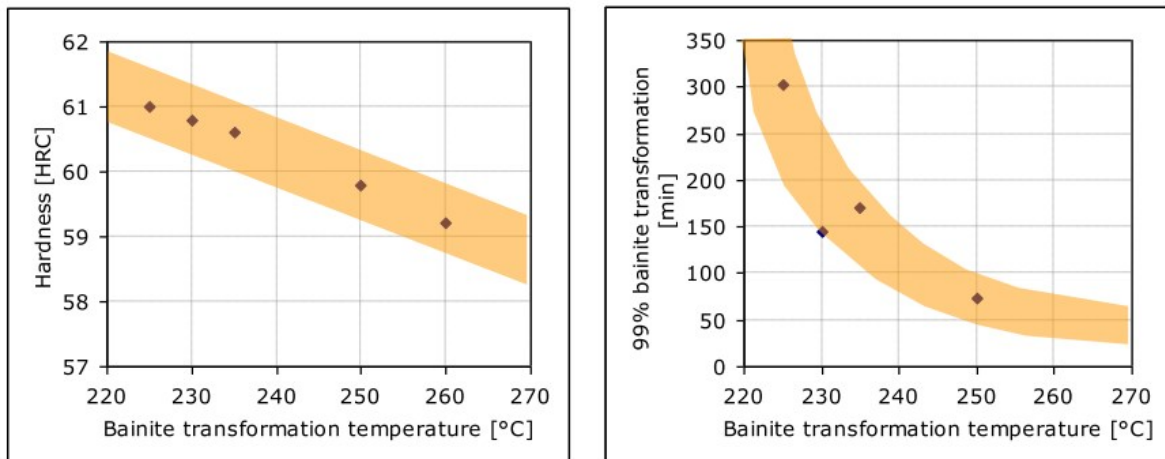 62
61
60
59
58
57
Hardness [HRC]
220 230 240 250 260 270
Bainite transformation temperature [°C]
350
300
250
200
150
100
50
0
99% bainite transformation
[min]
220 230 240 250 260 270
Bainite transformation temperature [°C]